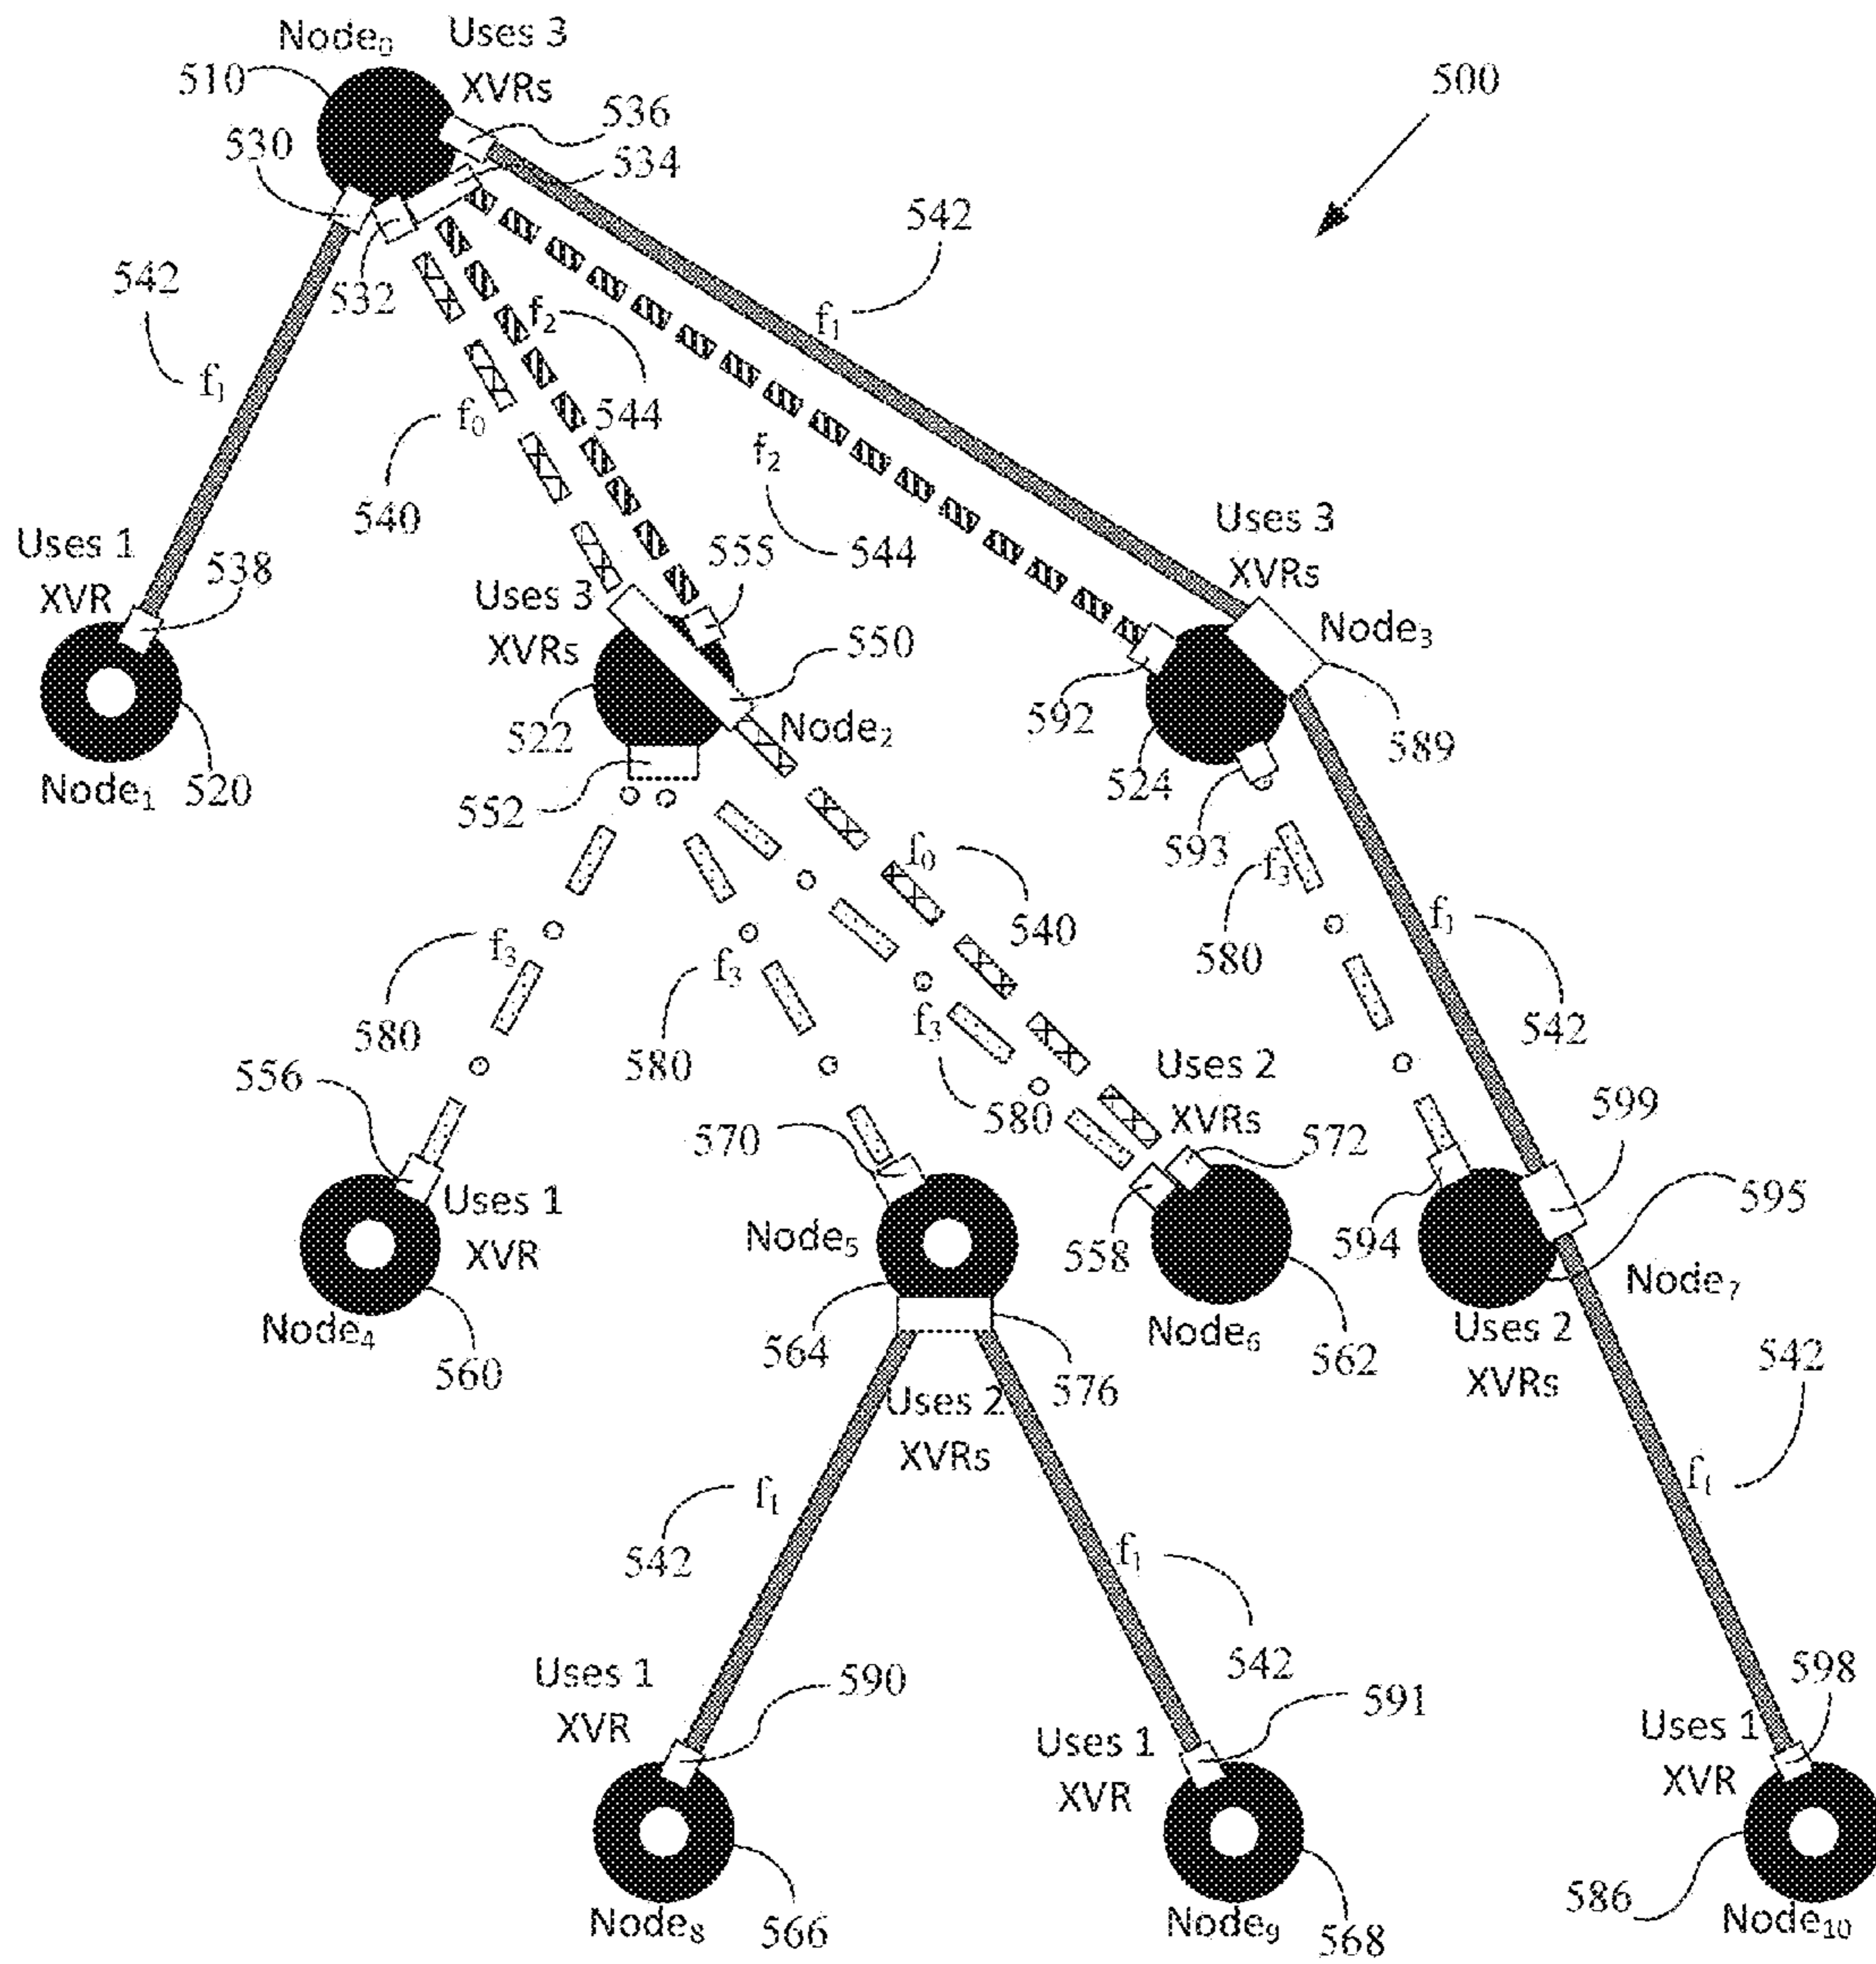 Node₀
Uses 3
XVRs
510
500
536
530
534
542
542
532
f₂
f₁
f₁
f₀
544
f₂
540
Uses 3
XVRs
Uses 1
XVR
538
555
544
Uses 3
XVRs
Node₃
550
592
522
Node₂
589
Node₁
520
552
524
593
f₀
f₃
580
540
f₁
f₃
580
f₃
580
542
f₃
580
556
580
Uses 2
XVRs
599
570
572
595
Uses 1
XVR
Node₅
558
594
Node₇
Node₄
560
564
Node₆
562
Uses 2
XVRs
542
576
Uses 2
XVRs
f₁
f₁
542
f₁
542
Uses 1
XVR
590
591
598
Uses 1
XVR
Uses 1
XVR
586
Node₈
566
Node₉
568
Node₁₀